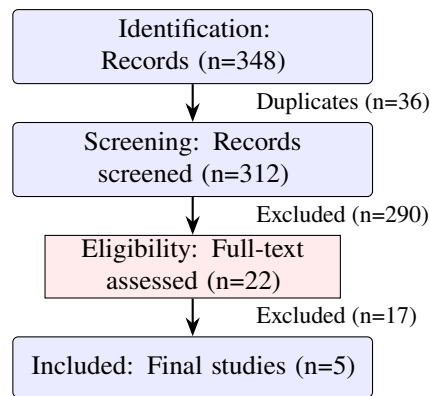 Identification:
Records (n=348)
Duplicates (n=36)
Screening: Records
screened (n=312)
Excluded (n=290)
Eligibility: Full-text
assessed (n=22)
Excluded (n=17)
Included: Final studies (n=5)